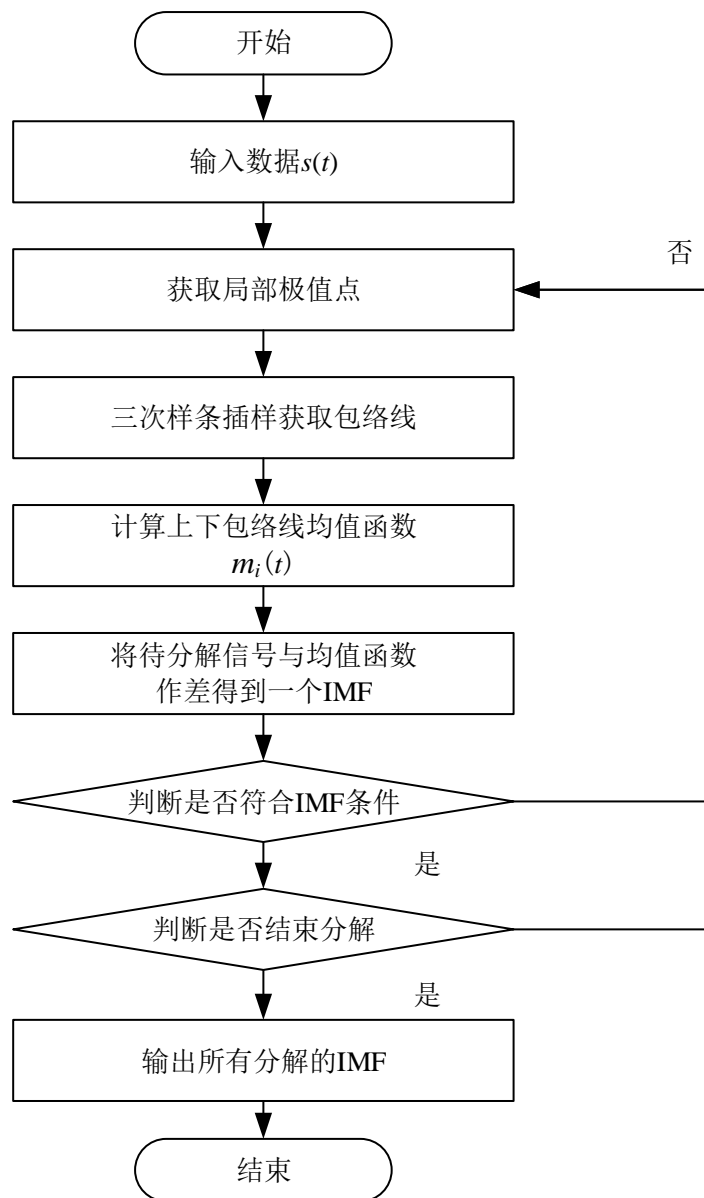 开始
输入数据s(t)
否
获取局部极值点
三次样条插样获取包络线
计算上下包络线均值函数
mᵢ(t)
将待分解信号与均值函数
作差得到一个IMF
判断是否符合IMF条件
是
判断是否结束分解
是
输出所有分解的IMF
结束